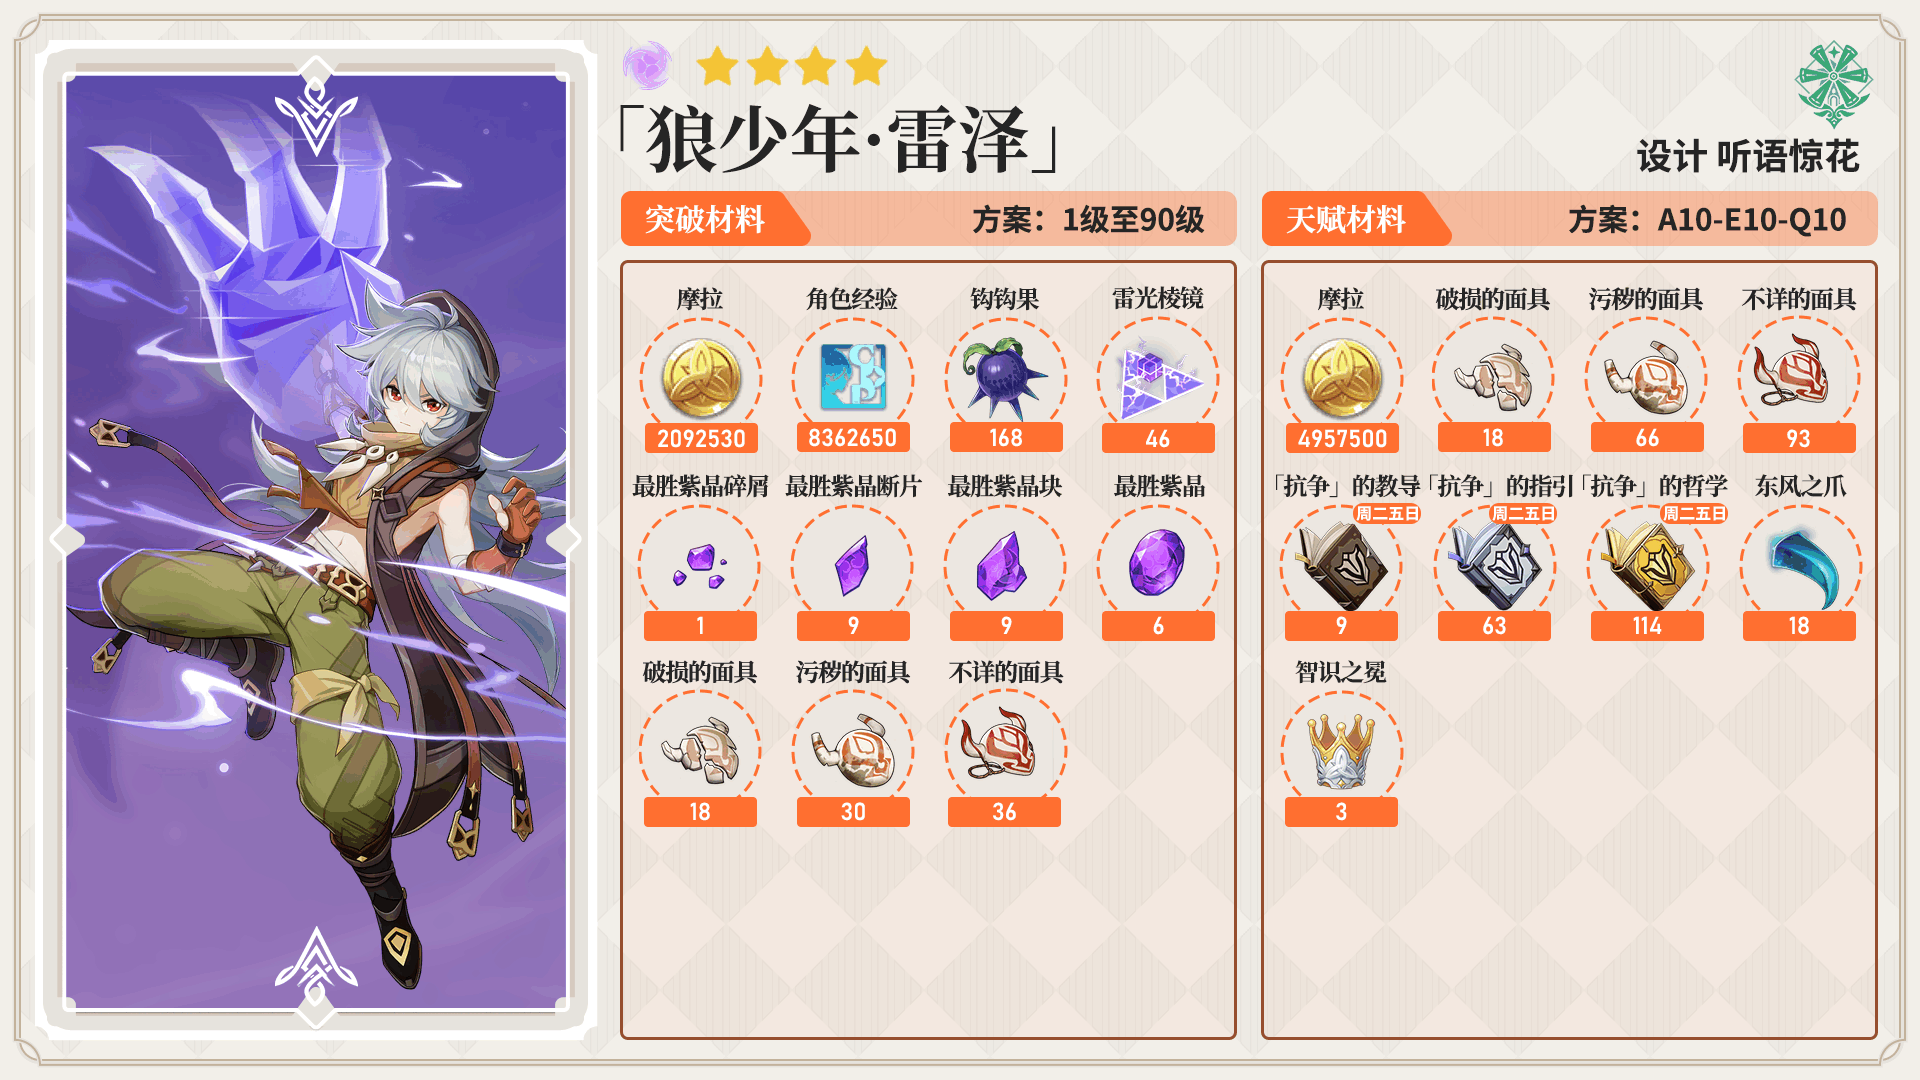 「狼少年·雷泽」
设计 听语惊花
突破材料 方案：1级至90级
摩拉 角色经验 钩钩果 雷光棱镜
2092530 8362650 168 46
最胜紫晶碎屑 最胜紫晶断片 最胜紫晶块 最胜紫晶
1 9 9 6
破损的面具 污秽的面具 不详的面具
18 30 36
天赋材料 方案：A10-E10-Q10
摩拉 破损的面具 污秽的面具 不详的面具
4957500 18 66 93
「抗争」的教导 「抗争」的指引 「抗争」的哲学 东风之爪
周二五日 周二五日 周二五日
9 63 114 18
智识之冕
3